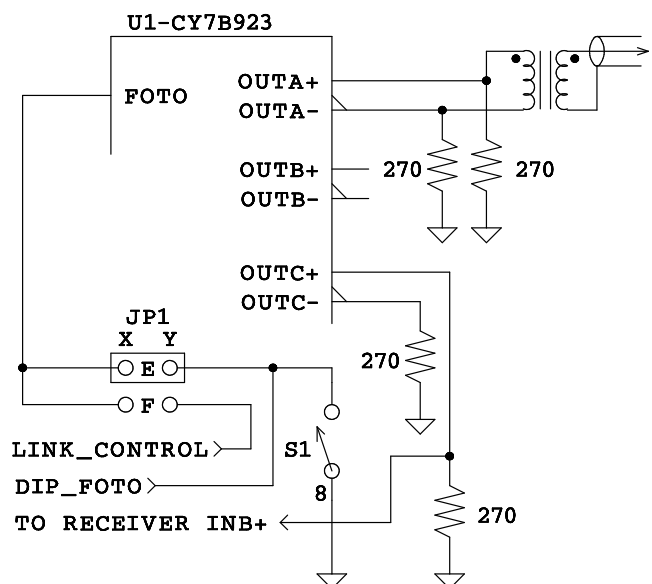 U1-CY7B923
FOTO
OUTA+
OUTA-
270
270
OUTB+
OUTB-
OUTC+
OUTC-
JP1
X Y
E
270
F
LINK_CONTROL
S1
DIP_FOTO
8
TO RECEIVER INB+
270